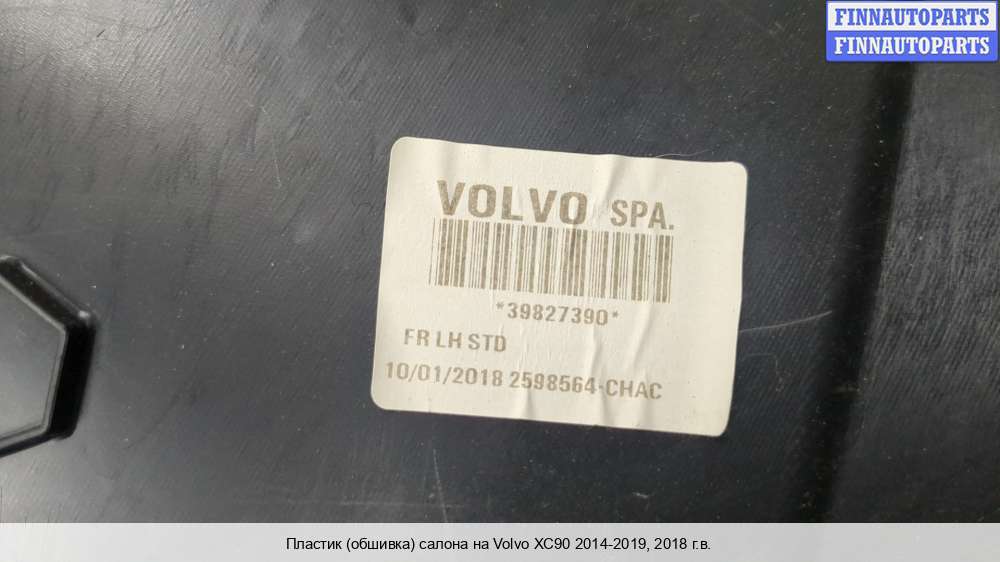 FINNAUTOPARTS
FINNAUTOPARTS
VOLVO SPA.
*39827390*
FR LH STD
10/01/2018 2598564-CHAC
Пластик (обшивка) салона на Volvo XC90 2014-2019, 2018 г.в.